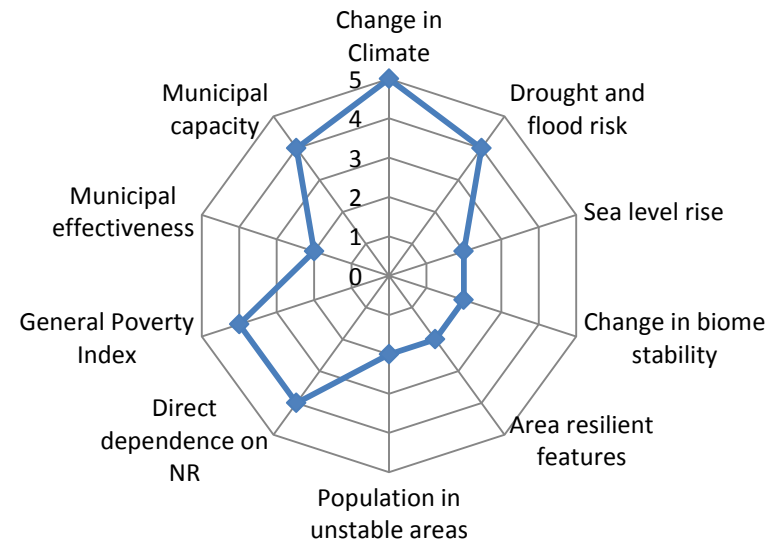 Change in
Climate
Drought and
flood risk
Sea level rise
Change in biome
stability
Area resilient
features
Population in
unstable areas
Direct
dependence on
NR
General Poverty
Index
Municipal
effectiveness
Municipal
capacity
5
4
3
2
1
0